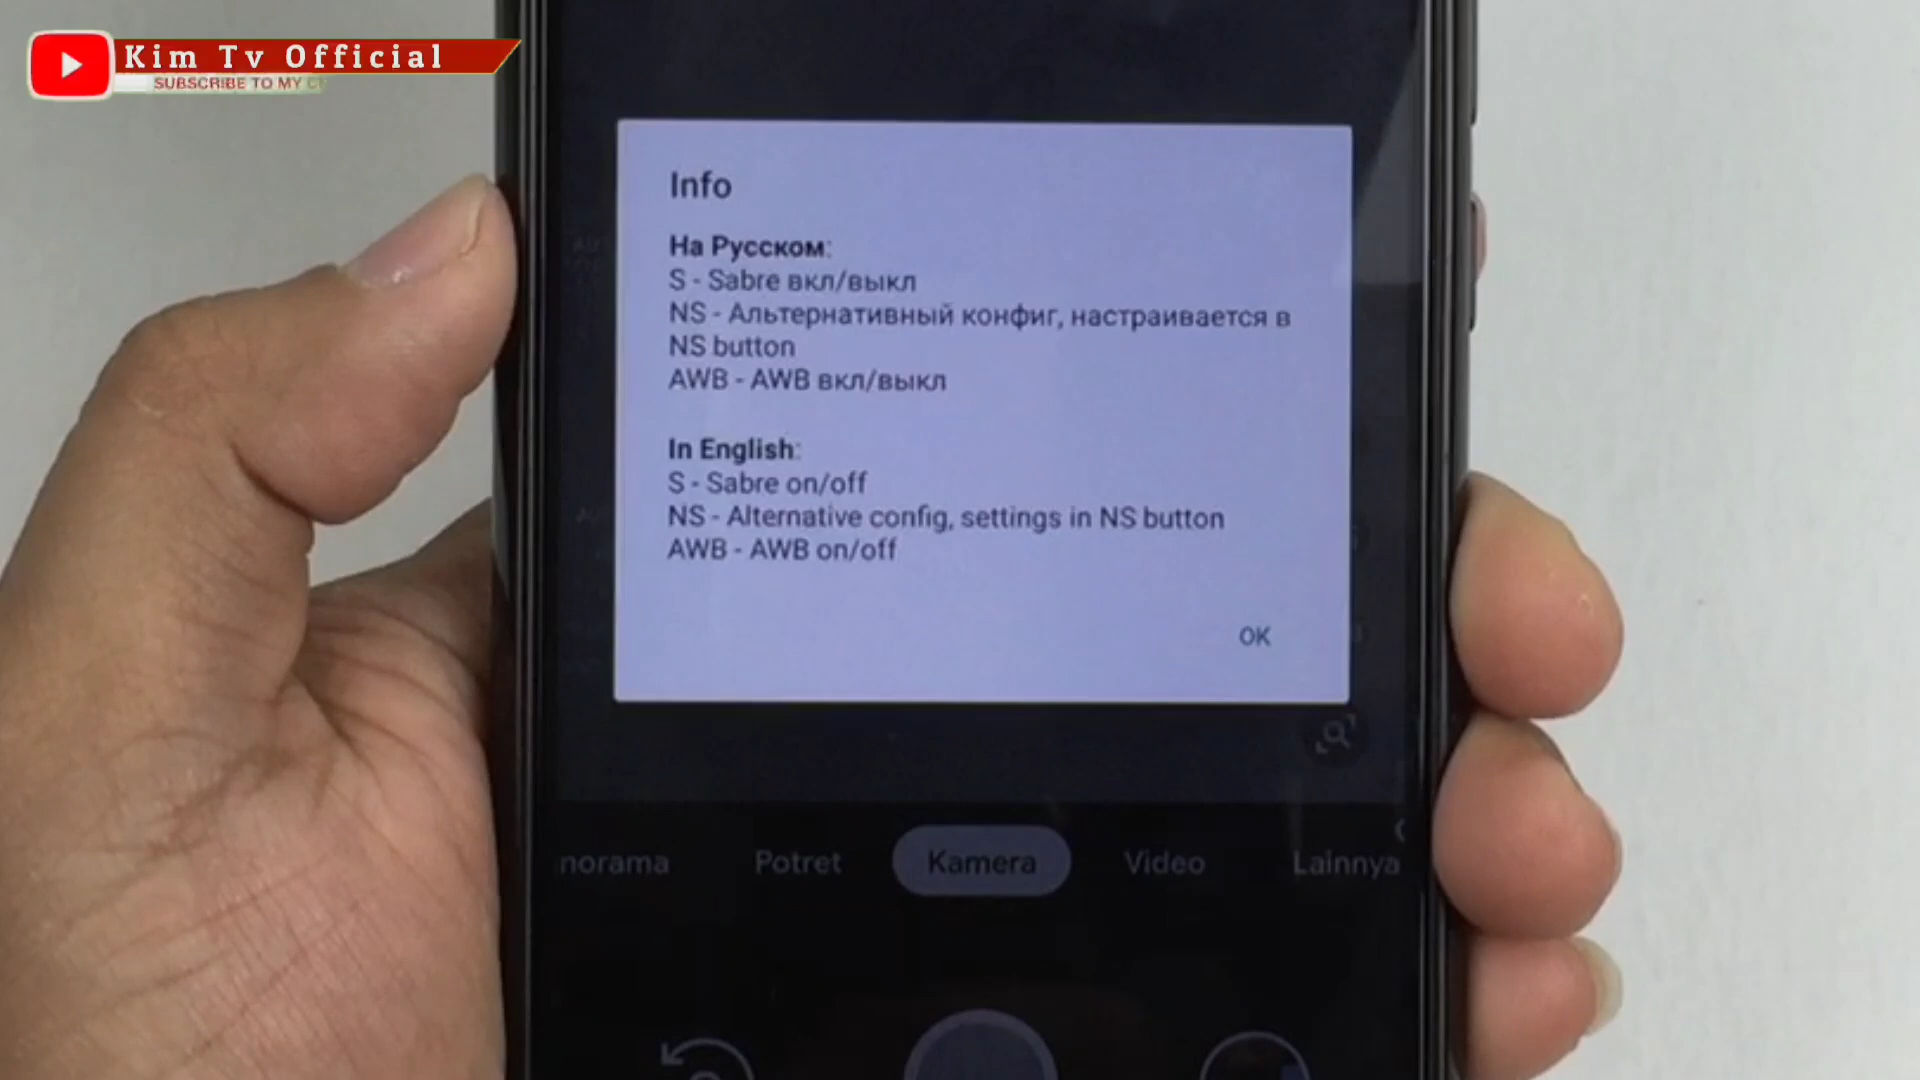 Kim Tv Official
SUBSCRIBE TO MY
Info
На Русском:
S - Sabre вкл/выкл
NS - Альтернативный конфиг, настраивается в
NS button
AWB - AWB вкл/выкл
In English:
S - Sabre on/off
NS - Alternative config, settings in NS button
AWB - AWB on/off
OK
norama Potret Kamera Video Lainnya